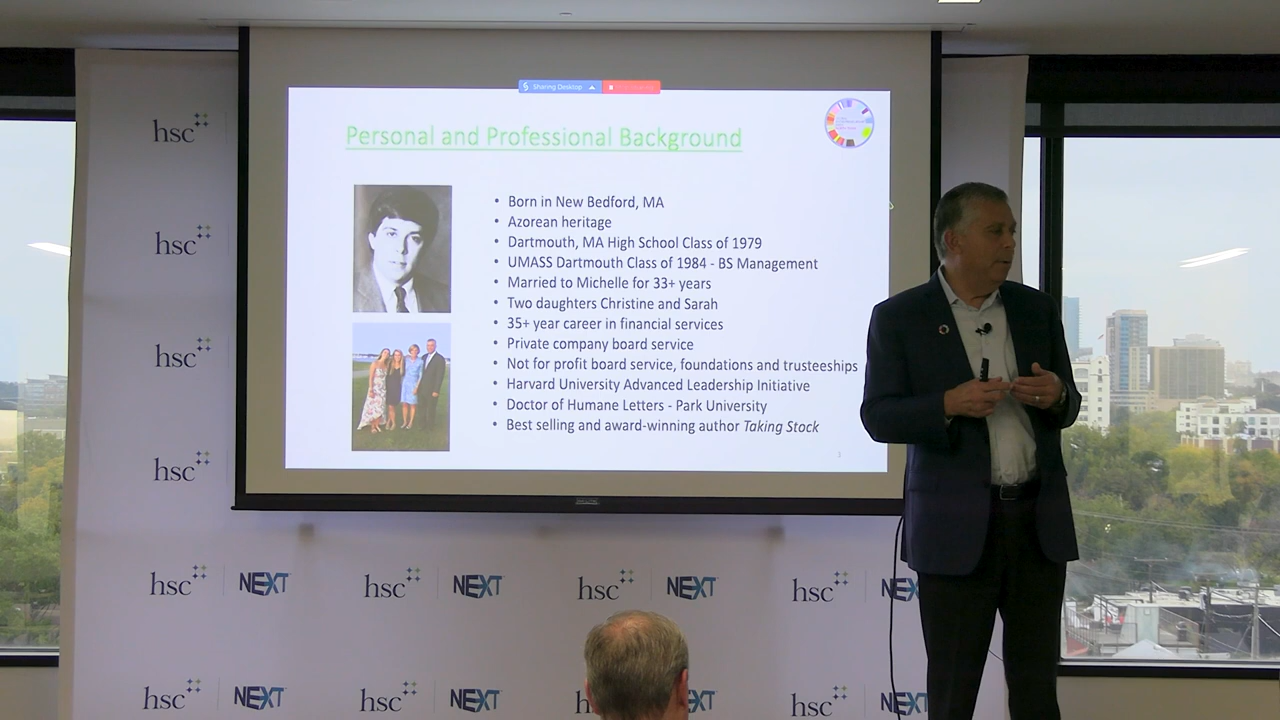 Sharing Desktop
Personal and Professional Background
• Born in New Bedford, MA
• Azorean heritage
• Dartmouth, MA High School Class of 1979
• UMASS Dartmouth Class of 1984 - BS Management
• Married to Michelle for 33+ years
• Two daughters Christine and Sarah
• 35+ year career in financial services
• Private company board service
• Not for profit board service, foundations and trusteeships
• Harvard University Advanced Leadership Initiative
• Doctor of Humane Letters - Park University
• Best selling and award-winning author Taking Stock
hsc
hsc
hsc
hsc
hsc NEXT hsc NEXT hsc NEXT hsc NEXT
hsc NEXT hsc NEXT hsc NEXT